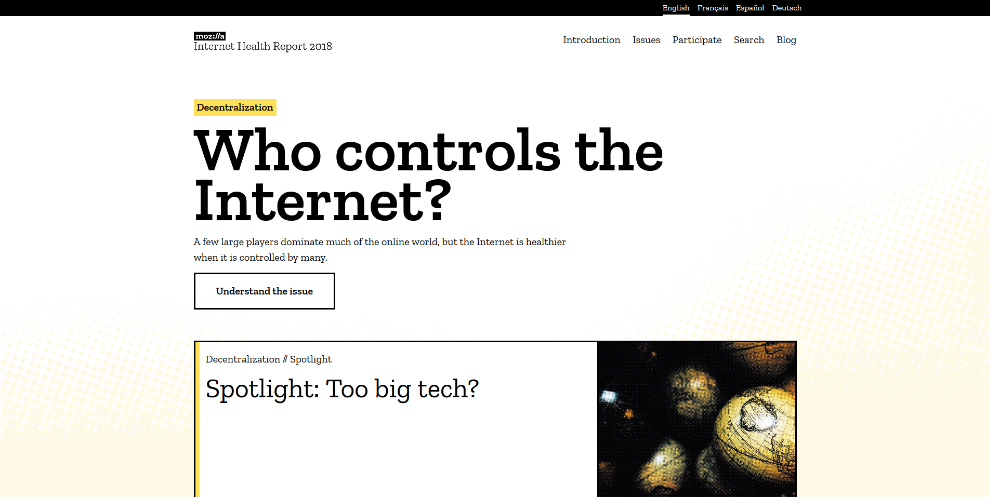 English Français Español Deutsch
moz://a
Internet Health Report 2018
Introduction Issues Participate Search Blog
Decentralization
Who controls the
Internet?
A few large players dominate much of the online world, but the Internet is healthier
when it is controlled by many.
Understand the issue
Decentralization // Spotlight
Spotlight: Too big tech?